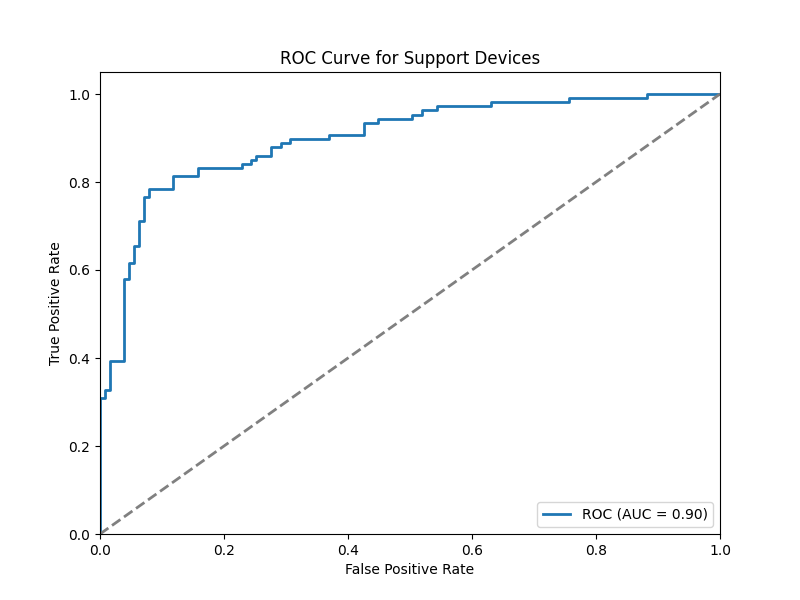 ROC Curve for Support Devices
True Positive Rate
1.0
0.8
0.6
0.4
0.2
0.0
ROC (AUC = 0.90)
0.0 0.2 0.4 0.6 0.8 1.0
False Positive Rate